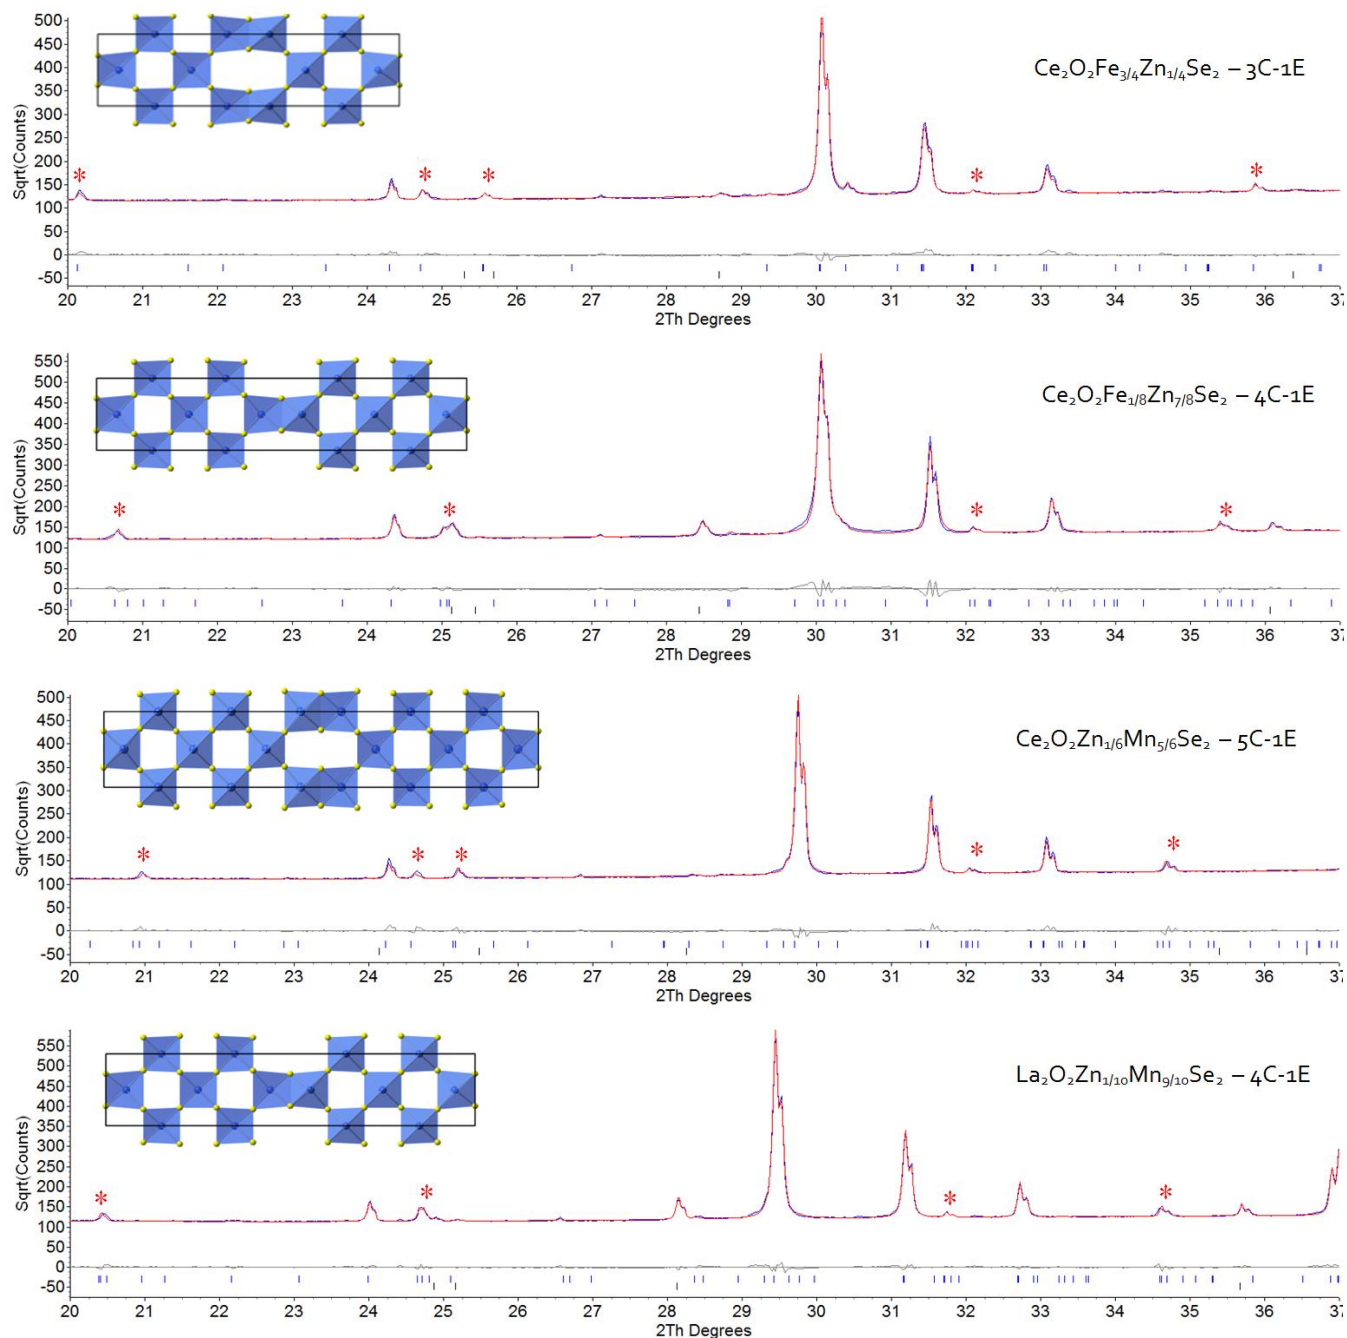 500
450
400
350
300
250
200
150
100
50
0
-50
Sqrt(Counts)
Ce₂O₂Fe₃/₄Zn₁/₄Se₂ – 3C-1E
* * * * *
20 21 22 23 24 25 26 27 28 29 30 31 32 33 34 35 36 37
2Th Degrees
550
500
450
400
350
300
250
200
150
100
50
0
-50
Sqrt(Counts)
Ce₂O₂Fe₁/₈Zn₇/₈Se₂ – 4C-1E
* * * *
20 21 22 23 24 25 26 27 28 29 30 31 32 33 34 35 36 37
2Th Degrees
500
450
400
350
300
250
200
150
100
50
0
-50
Sqrt(Counts)
Ce₂O₂Zn₁/₆Mn₅/₆Se₂ – 5C-1E
* * * * *
20 21 22 23 24 25 26 27 28 29 30 31 32 33 34 35 36 37
2Th Degrees
550
500
450
400
350
300
250
200
150
100
50
0
-50
Sqrt(Counts)
La₂O₂Zn₁/₁₀Mn₉/₁₀Se₂ – 4C-1E
* * * *
20 21 22 23 24 25 26 27 28 29 30 31 32 33 34 35 36 37
2Th Degrees